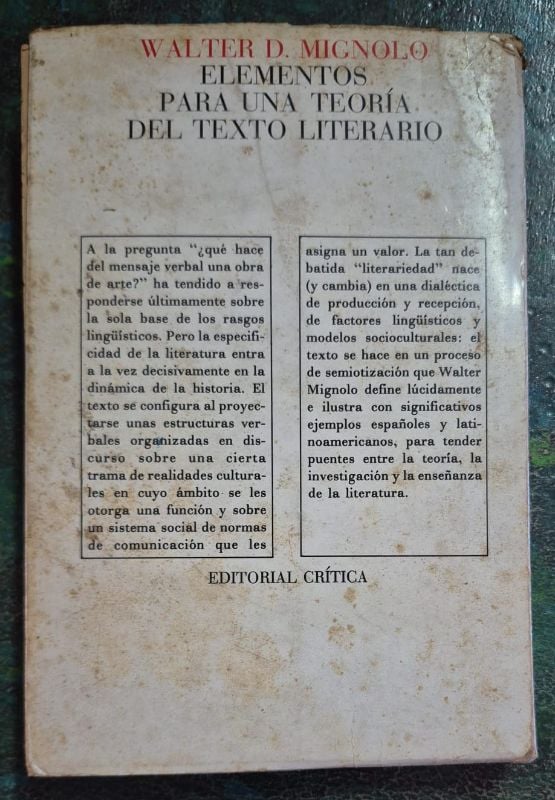 WALTER D. MIGNOLO
ELEMENTOS
PARA UNA TEORÍA
DEL TEXTO LITERARIO
A la pregunta "¿qué hace
del mensaje verbal una obra
de arte?" ha tendido a res-
ponderse últimamente sobre
la sola base de los rasgos
lingüísticos. Pero la especifi-
cidad de la literatura entra
a la vez decisivamente en la
dinámica de la historia. El
texto se configura al proyec-
tarse unas estructuras ver-
bales organizadas en dis-
curso sobre una cierta
trama de realidades cultura-
les en cuyo ámbito se les
otorga una función y sobre
un sistema social de normas
de comunicación que les
asigna un valor. La tan de-
batida "literariedad" nace
(y cambia) en una dialéctica
de producción y recepción,
de factores lingüísticos y
modelos socioculturales: el
texto se hace en un proceso
de semiotización que Walter
Mignolo define lúcidamente
e ilustra con significativos
ejemplos españoles y lati-
noamericanos, para tender
puentes entre la teoría, la
investigación y la enseñanza
de la literatura.
EDITORIAL CRÍTICA